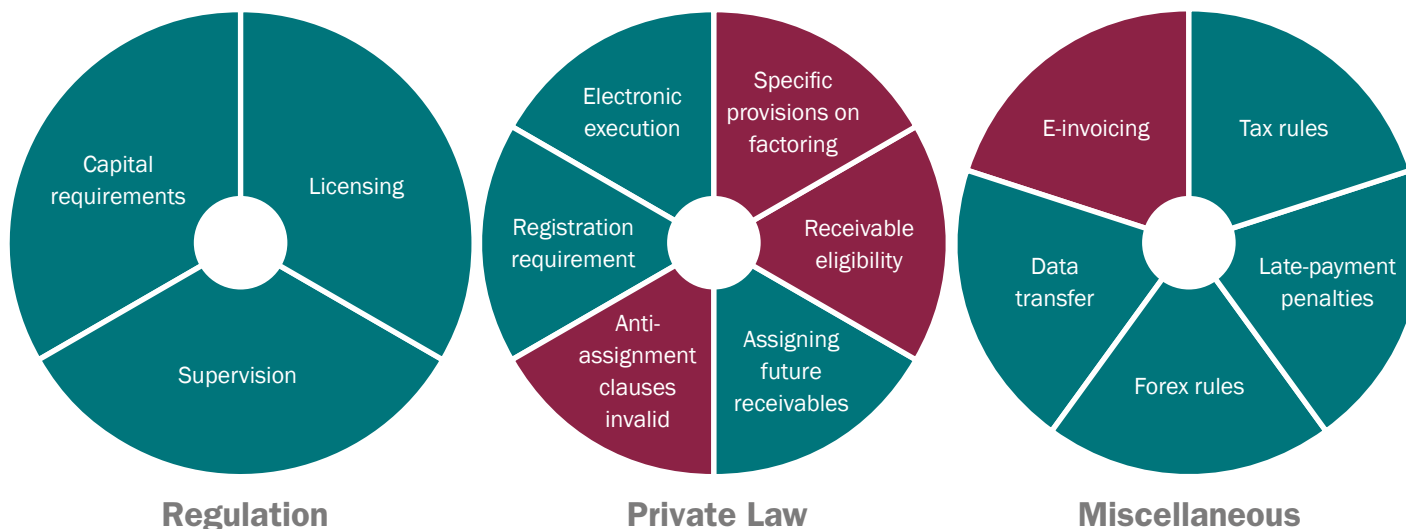 Capital
requirements
Licensing
Supervision
Regulation
Electronic
execution
Specific
provisions on
factoring
Registration
requirement
Receivable
eligibility
Anti-
assignment
clauses
invalid
Assigning
future
receivables
Private Law
E-invoicing
Tax rules
Data
transfer
Late-payment
penalties
Forex rules
Miscellaneous